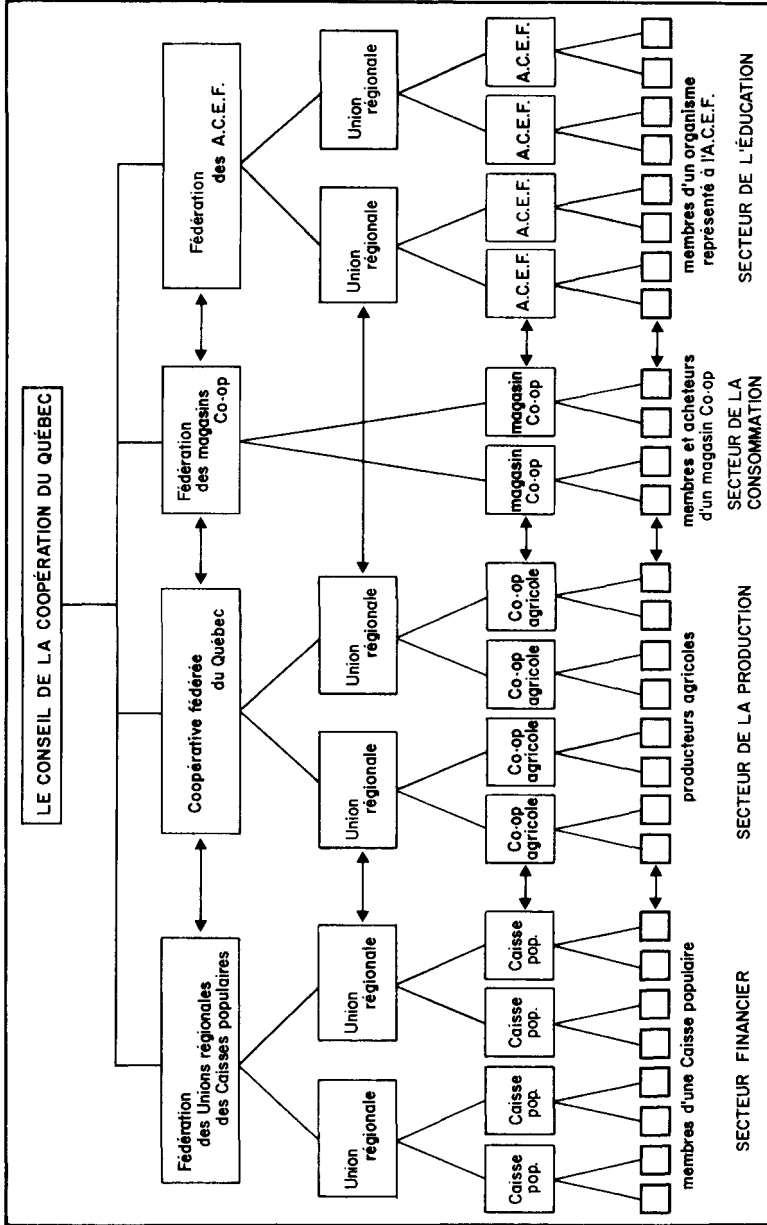 LE CONSEIL DE LA COOPÉRATION DU QUÉBEC
Fédération
des Unions régionales
des Caisses populaires
Coopérative fédérée
du Québec
Fédération
des magasins
Co-op
Fédération
des A.C.E.F.
Union
régionale
Union
régionale
Union
régionale
Union
régionale
Union
régionale
Union
régionale
Caisse
pop.
Caisse
pop.
Caisse
pop.
Caisse
pop.
Co-op
agricole
Co-op
agricole
Co-op
agricole
Co-op
agricole
magasin
Co-op
magasin
Co-op
A.C.E.F.
A.C.E.F.
A.C.E.F.
A.C.E.F.
membres d'une Caisse populaire
producteurs agricoles
membres et acheteurs
d'un magasin Co-op
membres d'un organisme
représenté à l'A.C.E.F.
SECTEUR FINANCIER
SECTEUR DE LA PRODUCTION
SECTEUR DE LA
CONSOMMATION
SECTEUR DE L'ÉDUCATION